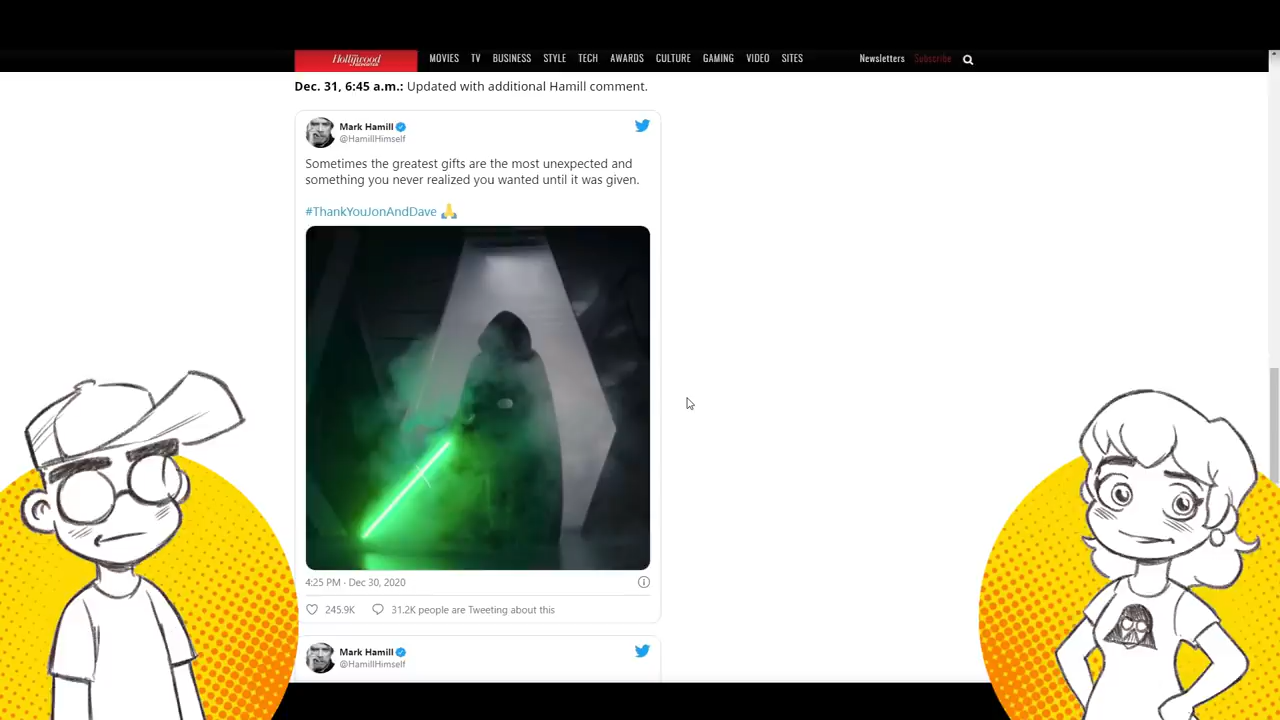 Hollywood
REPORTER
MOVIES TV BUSINESS STYLE TECH AWARDS CULTURE GAMING VIDEO SITES
Newsletters Subscribe
Dec. 31, 6:45 a.m.: Updated with additional Hamill comment.
Mark Hamill
@HamillHimself
Sometimes the greatest gifts are the most unexpected and
something you never realized you wanted until it was given.
#ThankYouJonAndDave 🙏
4:25 PM · Dec 30, 2020
245.9K 31.2K people are Tweeting about this
Mark Hamill
@HamillHimself